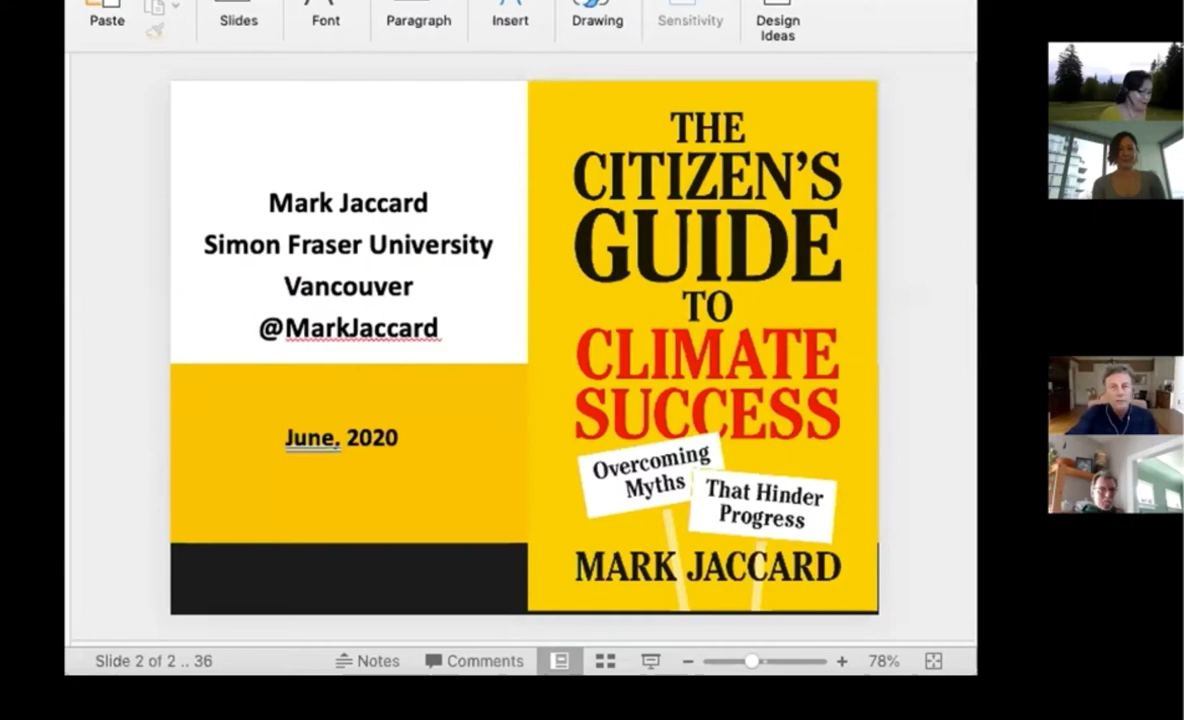 Paste
Slides
Font
Paragraph
Insert
Drawing
Sensitivity
Design
Ideas
Mark Jaccard
Simon Fraser University
Vancouver
@MarkJaccard
June, 2020
THE
CITIZEN'S
GUIDE
TO
CLIMATE
SUCCESS
Overcoming
Myths
That Hinder
Progress
MARK JACCARD
Slide 2 of 2 .. 36
Notes
Comments
78%